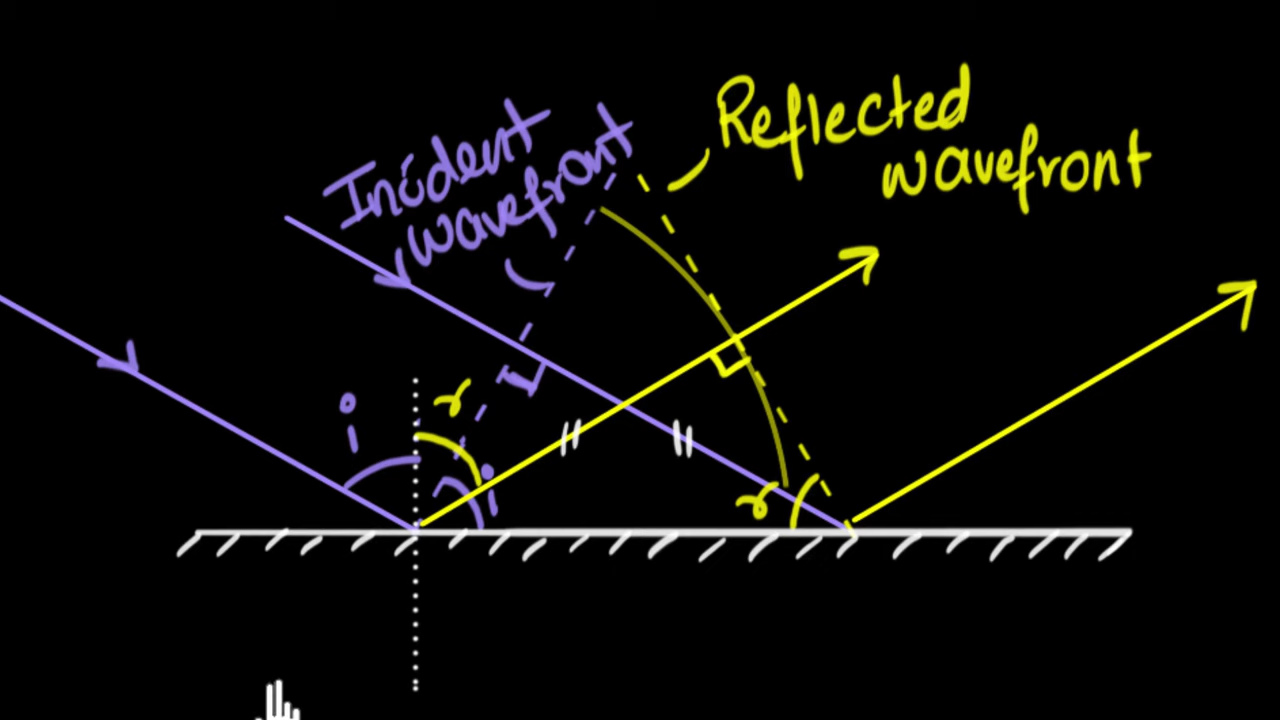 Incident
wavefront
Reflected
wavefront
i
r
i
r